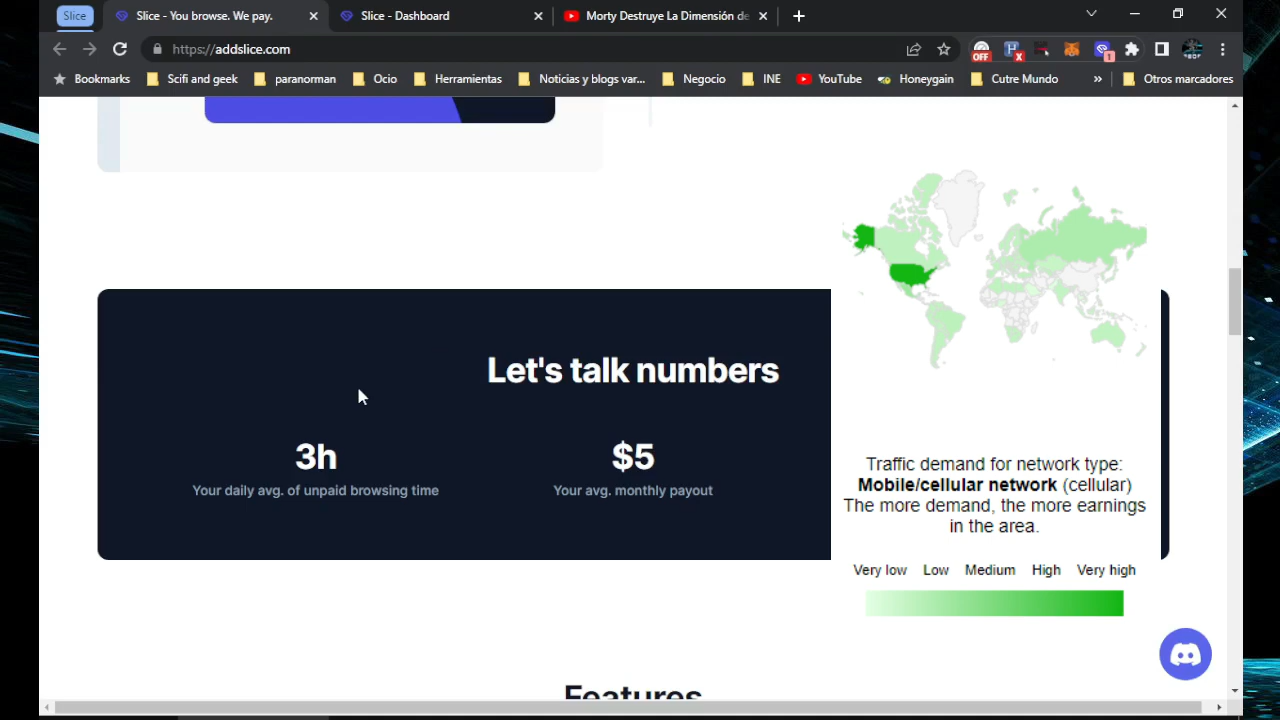 Slice
Slice - You browse. We pay.
Slice - Dashboard
Morty Destruye La Dimensión de
https://addslice.com
OFF
1
Bookmarks
Scifi and geek
paranorman
Ocio
Herramientas
Noticias y blogs var...
Negocio
INE
YouTube
Honeygain
Cutre Mundo
»
Otros marcadores
Let's talk numbers
3h
Your daily avg. of unpaid browsing time
$5
Your avg. monthly payout
Traffic demand for network type:
Mobile/cellular network (cellular)
The more demand, the more earnings
in the area.
Very low Low Medium High Very high
Features